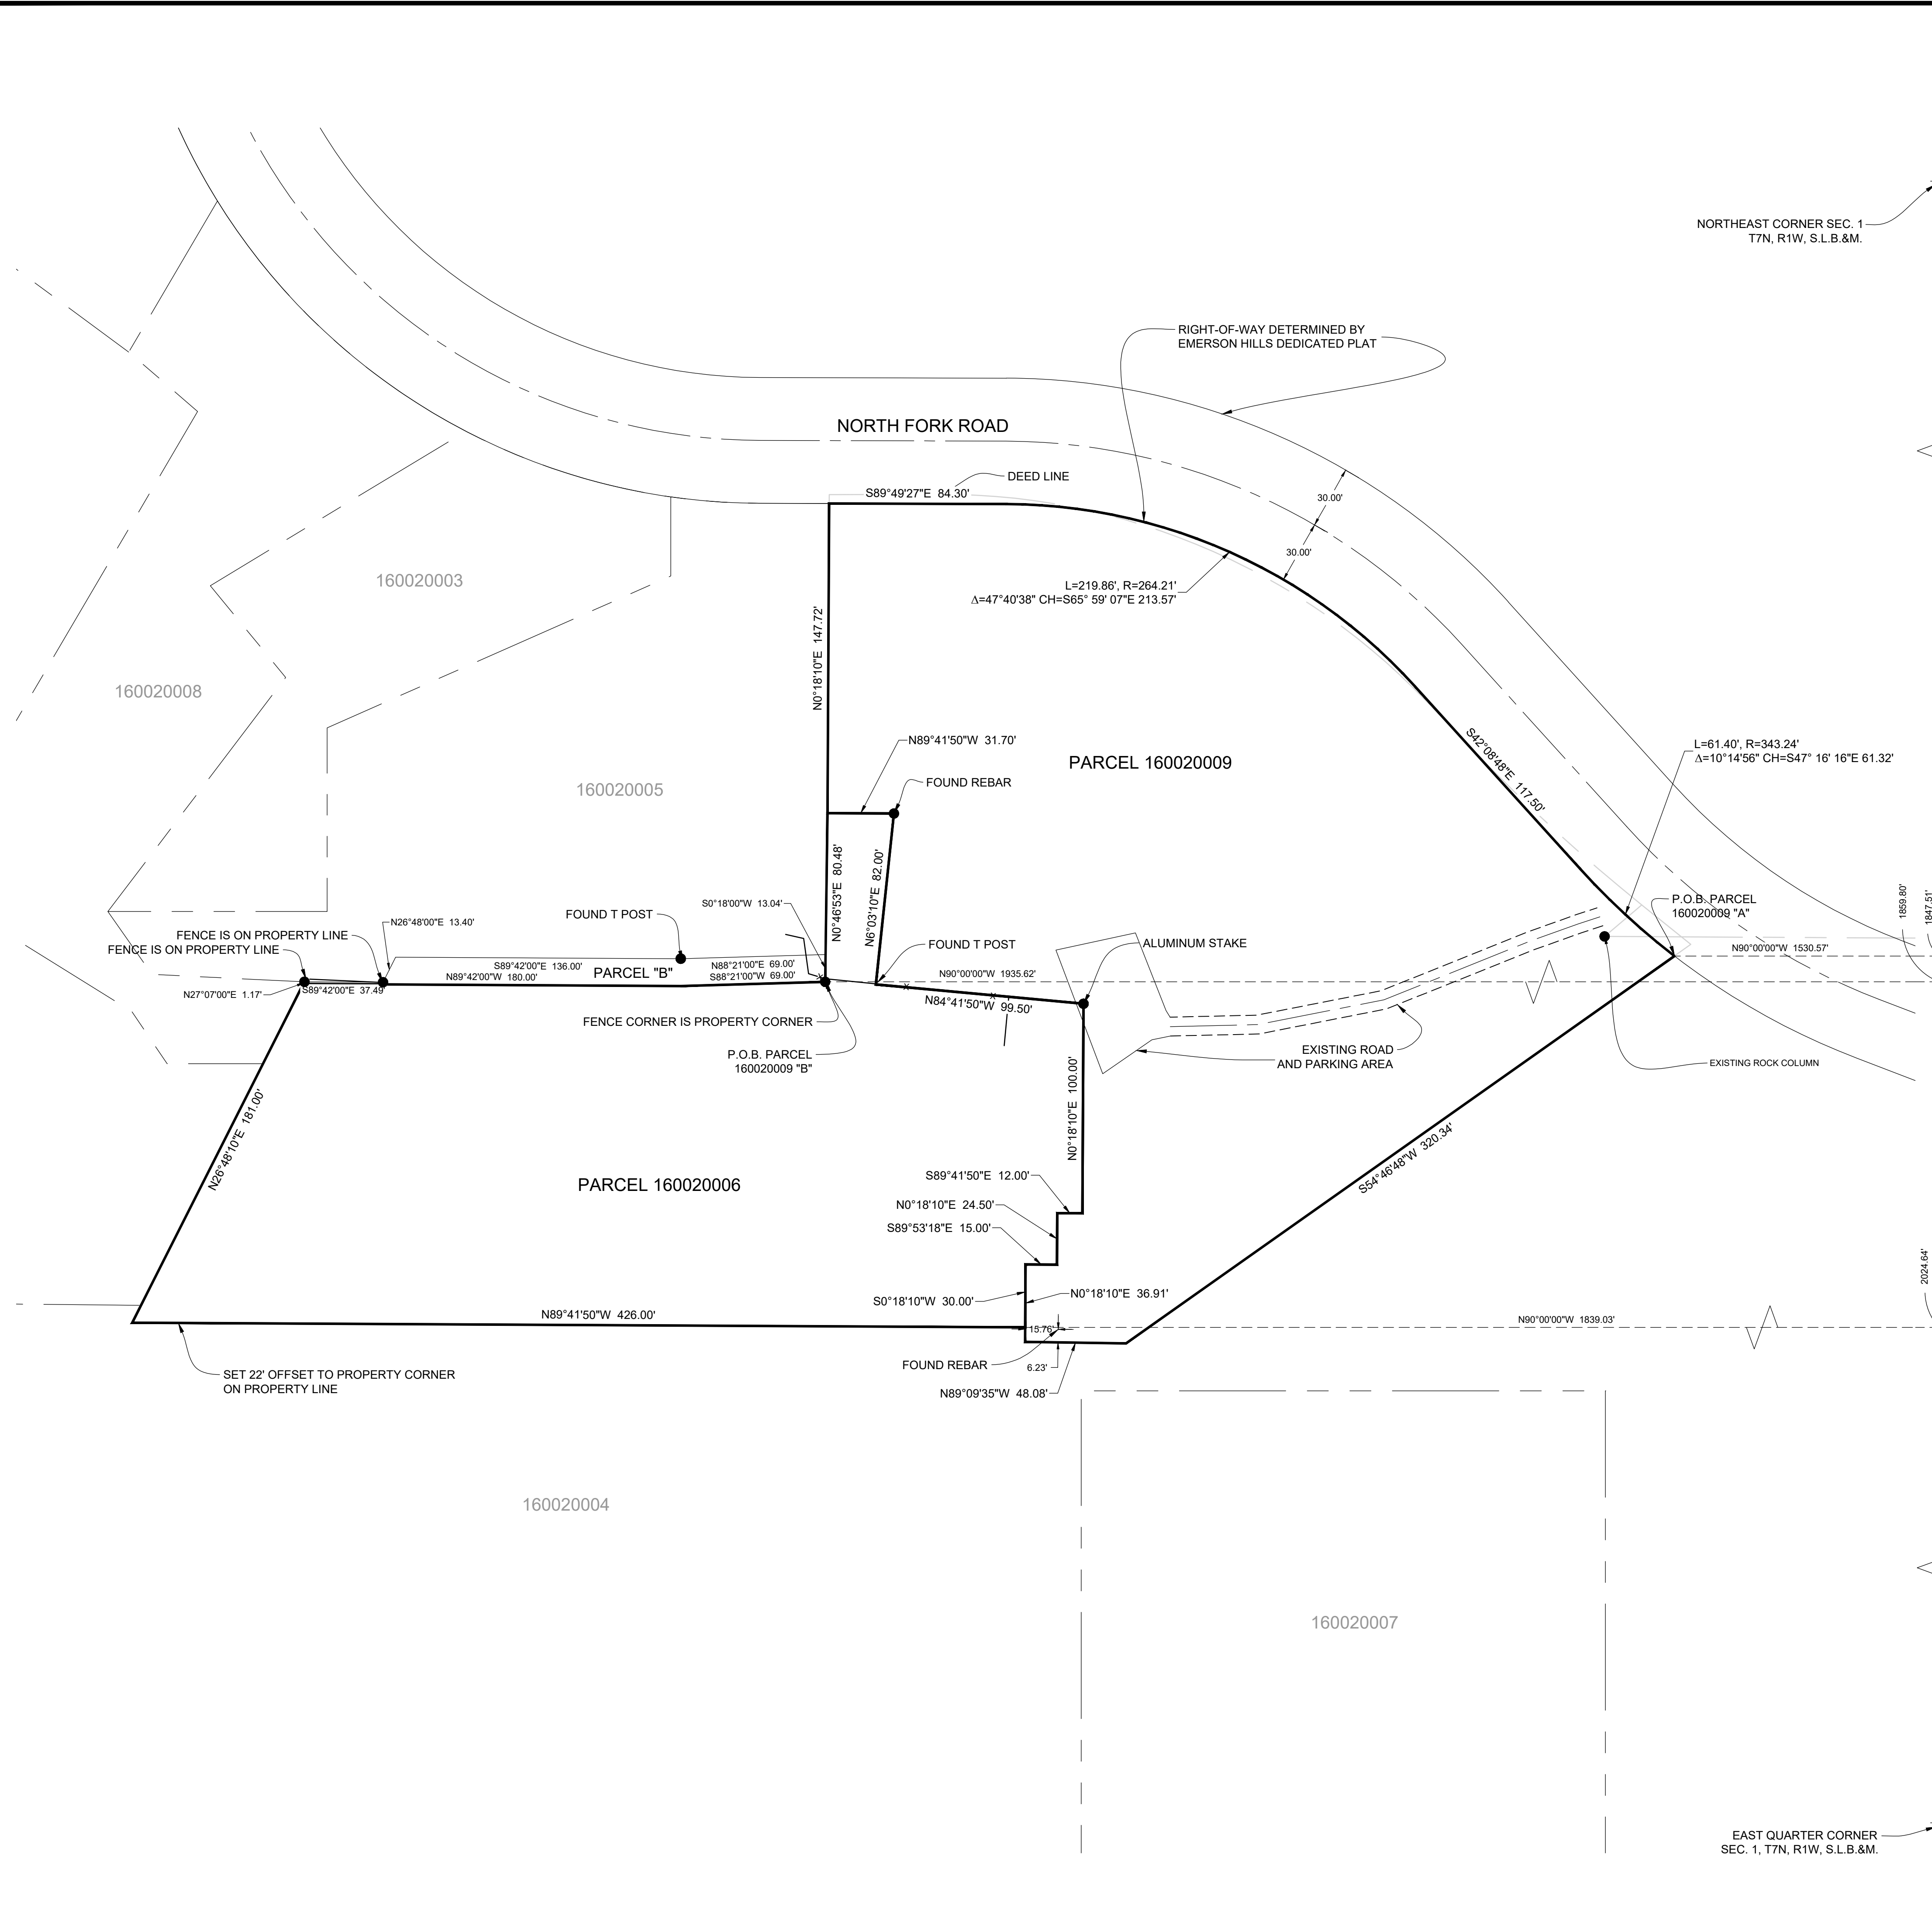 NORTHEAST CORNER SEC. 1
T7N, R1W, S.L.B.&M.
RIGHT-OF-WAY DETERMINED BY
EMERSON HILLS DEDICATED PLAT
NORTH FORK ROAD
DEED LINE
S89°49'27"E 84.30'
30.00'
30.00'
160020003
L=219.86', R=264.21'
Δ=47°40'38" CH=S65° 59' 07"E 213.57'
N0°18'10"E 147.72'
160020008
N89°41'50"W 31.70'
PARCEL 160020009
S42°08'48"E 117.50'
L=61.40', R=343.24'
Δ=10°14'56" CH=S47° 16' 16"E 61.32'
FOUND REBAR
160020005
N0°46'53"E 80.48'
N6°03'10"E 82.00'
S0°18'00"W 13.04'
P.O.B. PARCEL
160020009 "A"
1859.80'
1847.51'
FOUND T POST
N26°48'00"E 13.40'
FENCE IS ON PROPERTY LINE
FENCE IS ON PROPERTY LINE
FOUND T POST
ALUMINUM STAKE
N90°00'00"W 1530.57'
S89°42'00"E 136.00'
N88°21'00"E 69.00'
PARCEL "B"
N89°42'00"W 180.00'
S88°21'00"W 69.00'
N90°00'00"W 1935.62'
N27°07'00"E 1.17'
S89°42'00"E 37.49'
N84°41'50"W 99.50'
FENCE CORNER IS PROPERTY CORNER
P.O.B. PARCEL
160020009 "B"
EXISTING ROAD
AND PARKING AREA
EXISTING ROCK COLUMN
N26°48'10"E 181.00'
N0°18'10"E 100.00'
S54°46'48"W 320.34'
PARCEL 160020006
S89°41'50"E 12.00'
N0°18'10"E 24.50'
S89°53'18"E 15.00'
2024.64'
S0°18'10"W 30.00'
N0°18'10"E 36.91'
N89°41'50"W 426.00'
15.76'
N90°00'00"W 1839.03'
FOUND REBAR
6.23'
SET 22' OFFSET TO PROPERTY CORNER
ON PROPERTY LINE
N89°09'35"W 48.08'
160020004
160020007
EAST QUARTER CORNER
SEC. 1, T7N, R1W, S.L.B.&M.